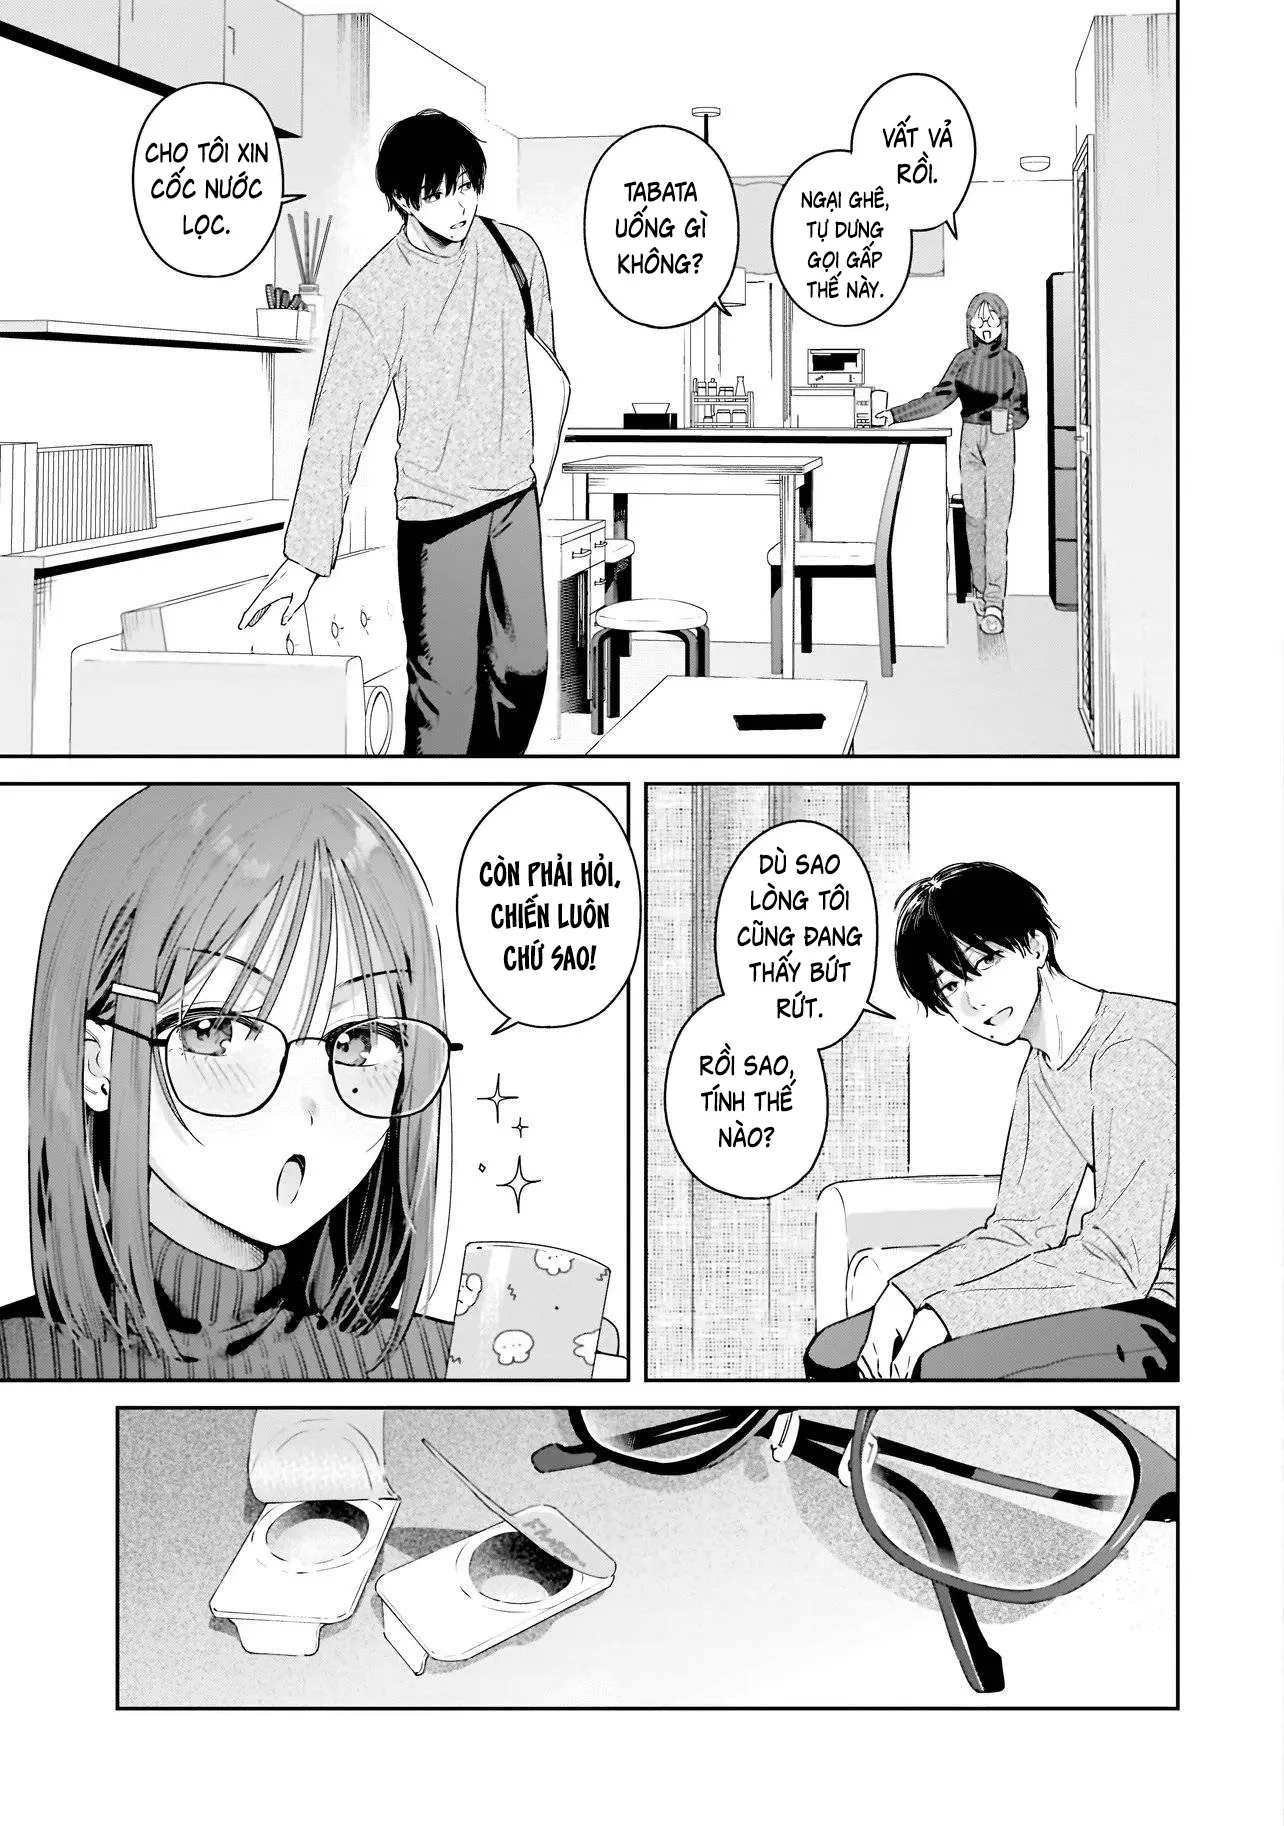 VẤT VẢ
RỒI.
NGẠI GHÊ,
TỰ DƯNG
GỌI GẤP
THẾ NÀY.
TABATA
UỐNG GÌ
KHÔNG?
CHO TÔI XIN
CỐC NƯỚC
LỌC.
DÙ SAO
LÒNG TÔI
CŨNG ĐANG
THẤY BỨT
RỨT.
RỒI SAO,
TÍNH THẾ
NÀO?
CÒN PHẢI HỎI,
CHIẾN LUÔN
CHỨ SAO!